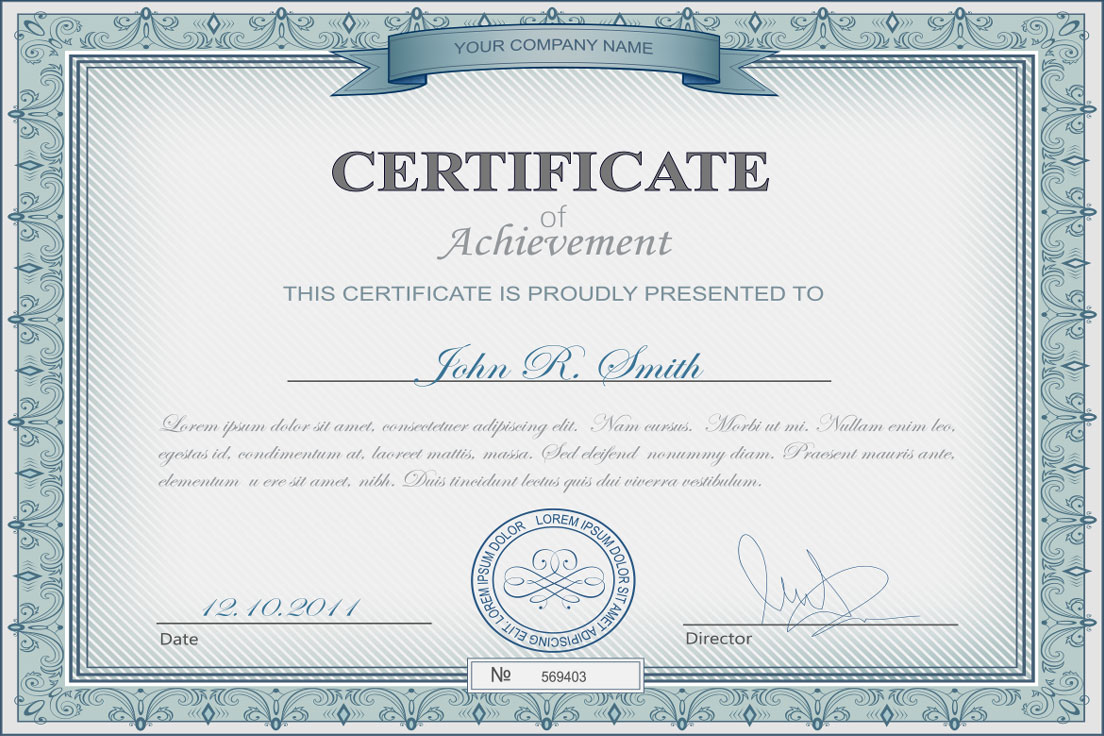 YOUR COMPANY NAME
CERTIFICATE
of
Achievement
THIS CERTIFICATE IS PROUDLY PRESENTED TO
John R. Smith
Lorem ipsum dolor sit amet, consectetuer adipiscing elit. Nam cursus. Morbi ut mi. Nullam enim leo,
egestas id, condimentum at, laoreet mattis, massa. Sed eleifend nonummy diam. Praesent mauris ante,
elementum u ere sit amet, nibh. Duis tincidunt lectus quis dui viverra vestibulum.
LOREM IPSUM DOLOR SIT AMET ADIPISCING ELIT. LOREM IPSUM DOLOR
12.10.2011
Date
Director
№ 569403